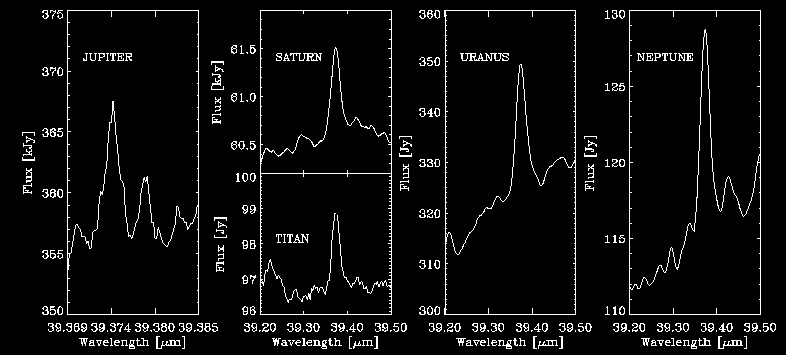 JUPITER
Flux [kJy]
375
370
365
360
355
350
39.369 39.374 39.380 39.385
Wavelength [μm]
SATURN
Flux [kJy]
61.5
61.0
60.5
TITAN
Flux [Jy]
100
99
98
97
96
39.20 39.30 39.40 39.50
Wavelength [μm]
URANUS
Flux [Jy]
360
350
340
330
320
310
300
39.20 39.30 39.40 39.50
Wavelength [μm]
NEPTUNE
Flux [Jy]
130
125
120
115
110
39.20 39.30 39.40 39.50
Wavelength [μm]